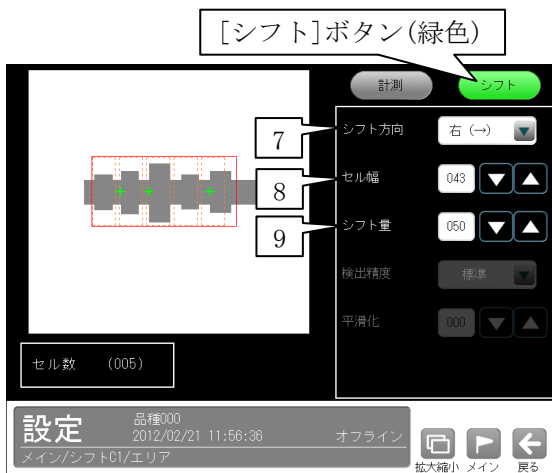 [シフト]ボタン(緑色)
計測 シフト
7 シフト方向 右 (→)
8 セル幅 043
9 シフト量 050
検出精度 標準
平滑化 000
セル数 (005)
設定 品種000
2012/02/21 11:56:36 オフライン
メイン/シフトC1/エリア
拡大縮小 メイン 戻る